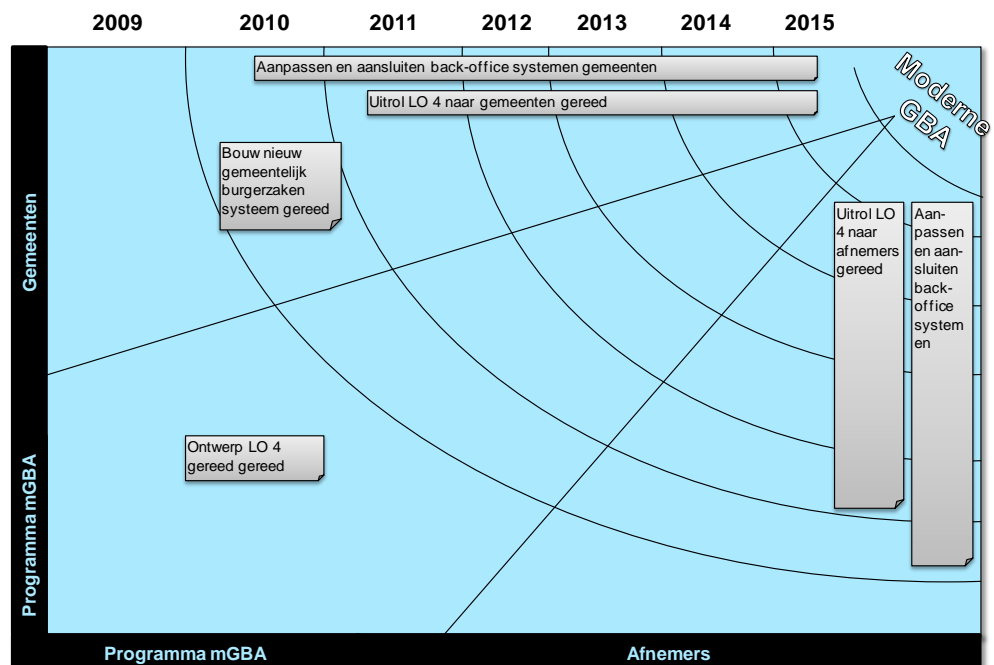 2009 2010 2011 2012 2013 2014 2015
Aanpassen en aansluiten back-office systemen gemeenten
Uitrol LO 4 naar gemeenten gereed
Moderne
GBA
Bouw nieuw
gemeentelijk
burgerzaken
systeem gereed
Uitrol LO
4 naar
afnemers
gereed
Aan-
passen
en aan-
sluiten
back-
office
system
en
Gemeenten
Ontwerp LO 4
gereed gereed
Programma mGBA
Programma mGBA
Afnemers